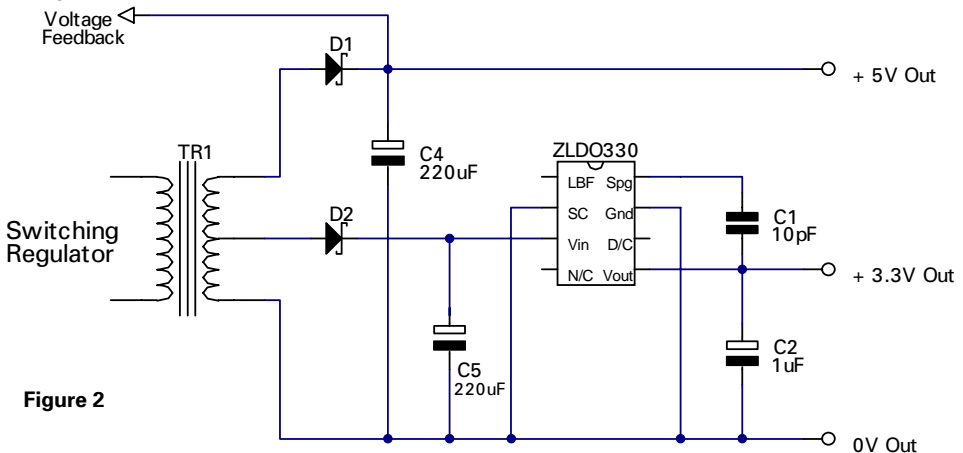 Voltage
Feedback
D1
+ 5V Out
TR1
C4
220uF
ZLDO330
LBF Spg
SC Gnd
Vin D/C
N/C Vout
C1
10pF
D2
Switching
Regulator
+ 3.3V Out
C5
220uF
C2
1uF
Figure 2
0V Out